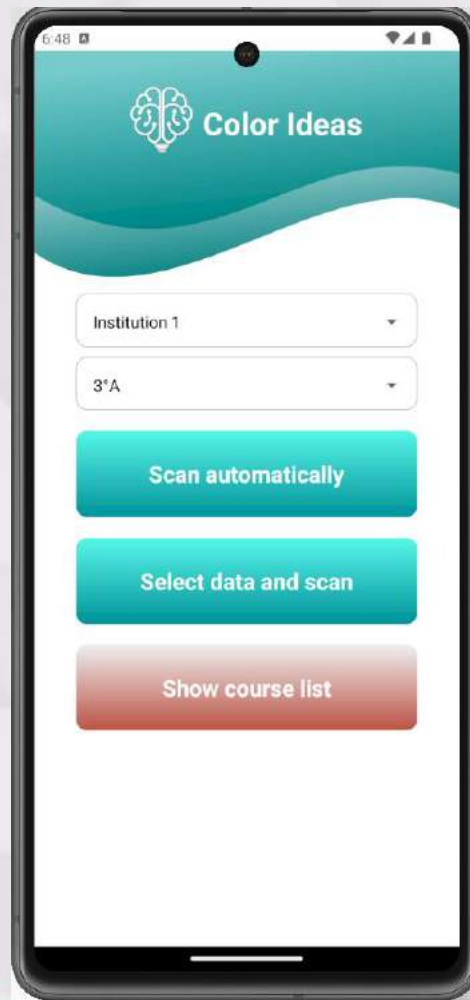 6:48
Color Ideas
Institution 1
3°A
Scan automatically
Select data and scan
Show course list